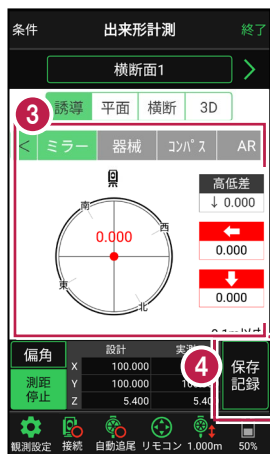 条件 出来形計測 終了
横断面1 >
誘導 平面 横断 3D
3
< ミラー 器械 ｺﾝﾊﾟｽ AR
南
西
東
北
0.000
高低差
↓ 0.000
0.000
0.000
偏角
測距
停止
設計
X 100.000
Y 100.000
Z 5.400 5.40
4
保存
記録
観測設定 接続 自動追尾 リモコン 1.000m 50%